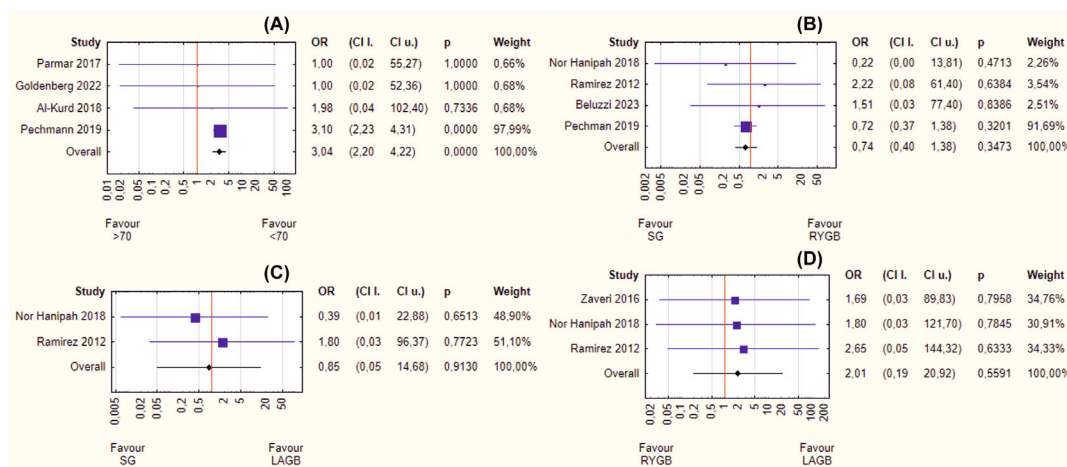 (A)
Study OR (CI l. CI u.) p Weight
Parmar 2017 1,00 (0,02 55,27) 1,0000 0,66%
Goldenberg 2022 1,00 (0,02 52,36) 1,0000 0,68%
Al-Kurd 2018 1,98 (0,04 102,40) 0,7336 0,68%
Pechmann 2019 3,10 (2,23 4,31) 0,0000 97,99%
Overall 3,04 (2,20 4,22) 0,0000 100,00%
0,01 0,02 0,05 0,1 0,2 0,5 1 2 5 10 20 50 100
Favour Favour
>70 <70
(B)
Study OR (CI l. CI u.) p Weight
Nor Hanipah 2018 0,22 (0,00 13,81) 0,4713 2,26%
Ramirez 2012 2,22 (0,08 61,40) 0,6384 3,54%
Beluzzi 2023 1,51 (0,03 77,40) 0,8386 2,51%
Pechman 2019 0,72 (0,37 1,38) 0,3201 91,69%
Overall 0,74 (0,40 1,38) 0,3473 100,00%
0,005 0,02 0,05 0,1 0,2 0,5 2 5 10 20 50
Favour Favour
SG RYGB
(C)
Study OR (CI l. CI u.) p Weight
Nor Hanipah 2018 0,39 (0,01 22,88) 0,6513 48,90%
Ramirez 2012 1,80 (0,03 96,37) 0,7723 51,10%
Overall 0,85 (0,05 14,68) 0,9130 100,00%
0,005 0,02 0,05 0,1 0,2 0,5 2 5 10 20 50
Favour Favour
SG LAGB
(D)
Study OR (CI l. CI u.) p Weight
Zaveri 2016 1,69 (0,03 89,83) 0,7958 34,76%
Nor Hanipah 2018 1,80 (0,03 121,70) 0,7845 30,91%
Ramirez 2012 2,65 (0,05 144,32) 0,6333 34,33%
Overall 2,01 (0,19 20,92) 0,5591 100,00%
0,02 0,05 0,1 0,2 0,5 1 2 5 10 20 50 100 200
Favour Favour
RYGB LAGB